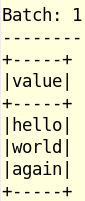 Batch: 1
--------
+-----+
|value|
+-----+
|hello|
|world|
|again|
+-----+